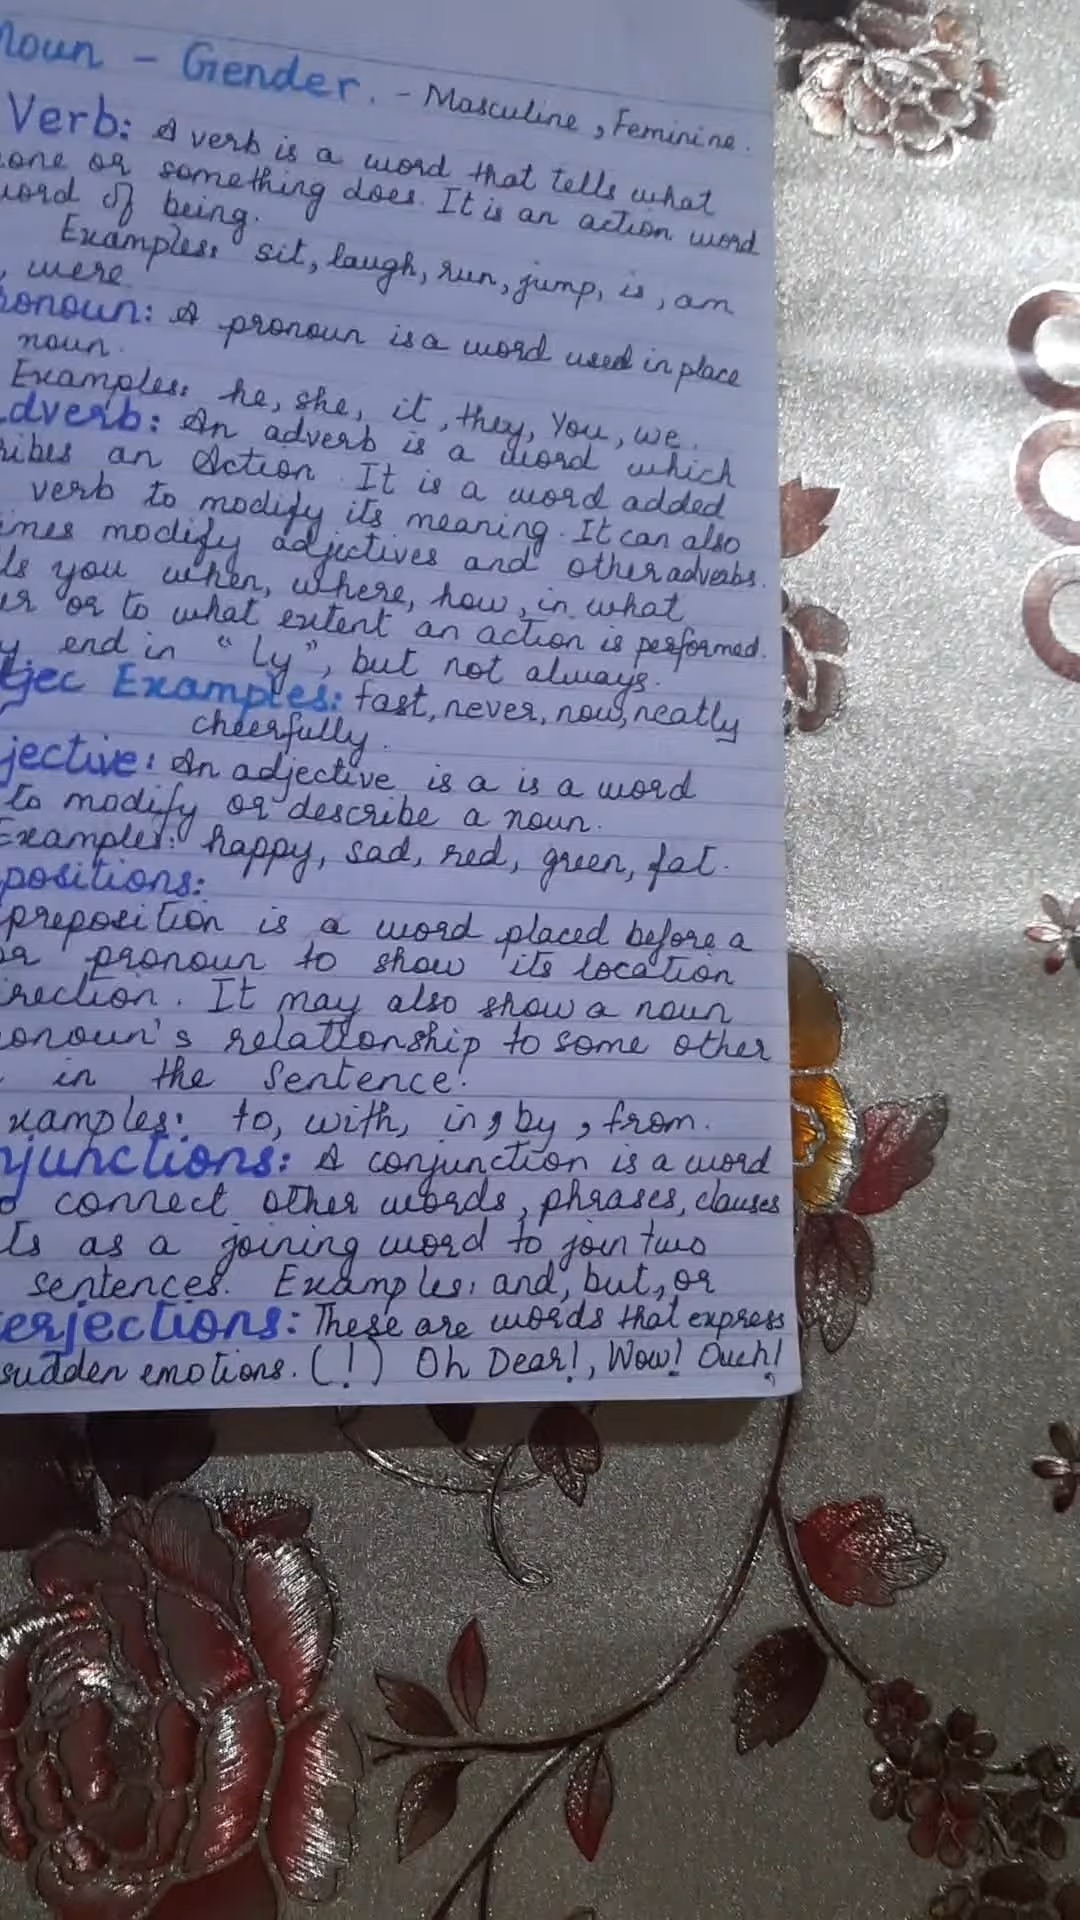 Noun - Gender. - Masculine, Feminine.
Verb: A verb is a word that tells what
one or something does. It is an action word
word of being.
Examples: sit, laugh, run, jump, is, am
, were
ronoun: A pronoun is a word used in place
noun.
Examples: he, she, it, they, You, we.
dverb: An adverb is a word which
ribes an Action. It is a word added
verb to modify its meaning. It can also
imes modify adjectives and other adverbs.
ls you when, where, how, in what
er or to what extent an action is performed.
y end in "Ly", but not always.
jec Examples: fast, never, now, neatly
cheerfully.
jective: An adjective is a is a word
to modify or describe a noun.
Examples: happy, sad, red, green, fat.
positions:
preposition is a word placed before a
or pronoun to show its location
irection. It may also show a noun
onoun's relationship to some other
in the Sentence.
xamples: to, with, in, by, from.
njunctions: A conjunction is a word
o connect other words, phrases, clauses
ts as a joining word to join two
sentences. Examples: and, but, or
erjections: These are words that express
sudden emotions. (!) Oh Dear!, Wow! Ouch!